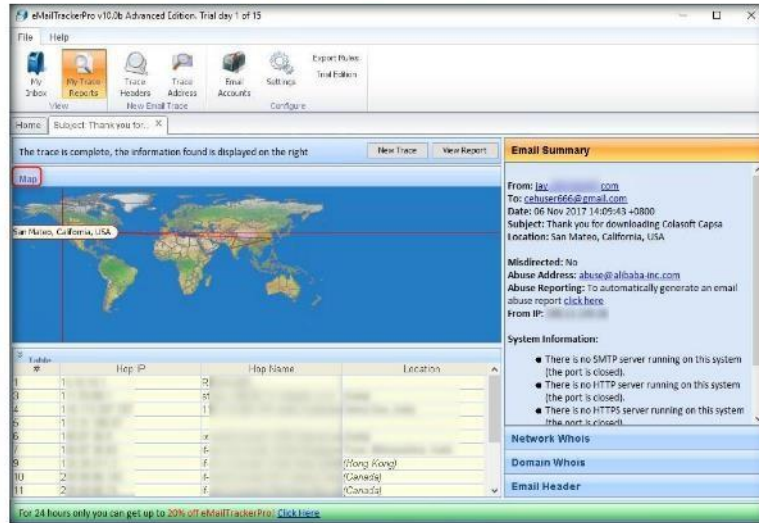 eMailTrackerPro v10.0b Advanced Edition. Trial day 1 of 15
File Help
My Inbox
My Trace Reports
Trace Headers
Trace Address
Email Accounts
Settings
Export Rules
Trial Edition
View
New Email Trace
Configure
Home
Subject: Thank you for..
The trace is complete, the information found is displayed on the right
New Trace
View Report
Map
San Mateo, California, USA
Table
# Hop IP Hop Name Location
1
3
4
5
6
7
9 (Hong Kong)
10 (Canada)
11 (Canada)
Email Summary
From: Jay com
To: cehuser666@gmail.com
Date: 06 Nov 2017 14:09:43 +0800
Subject: Thank you for downloading Colasoft Capsa
Location: San Mateo, California, USA
Misdirected: No
Abuse Address: abuse@alibaba-inc.com
Abuse Reporting: To automatically generate an email
abuse report click here
From IP:
System Information:
There is no SMTP server running on this system
(the port is closed).
There is no HTTP server running on this system
(the port is closed).
There is no HTTPS server running on this system
(the port is closed).
Network Whois
Domain Whois
Email Header
For 24 hours only you can get up to 20% off eMailTrackerPro! Click Here